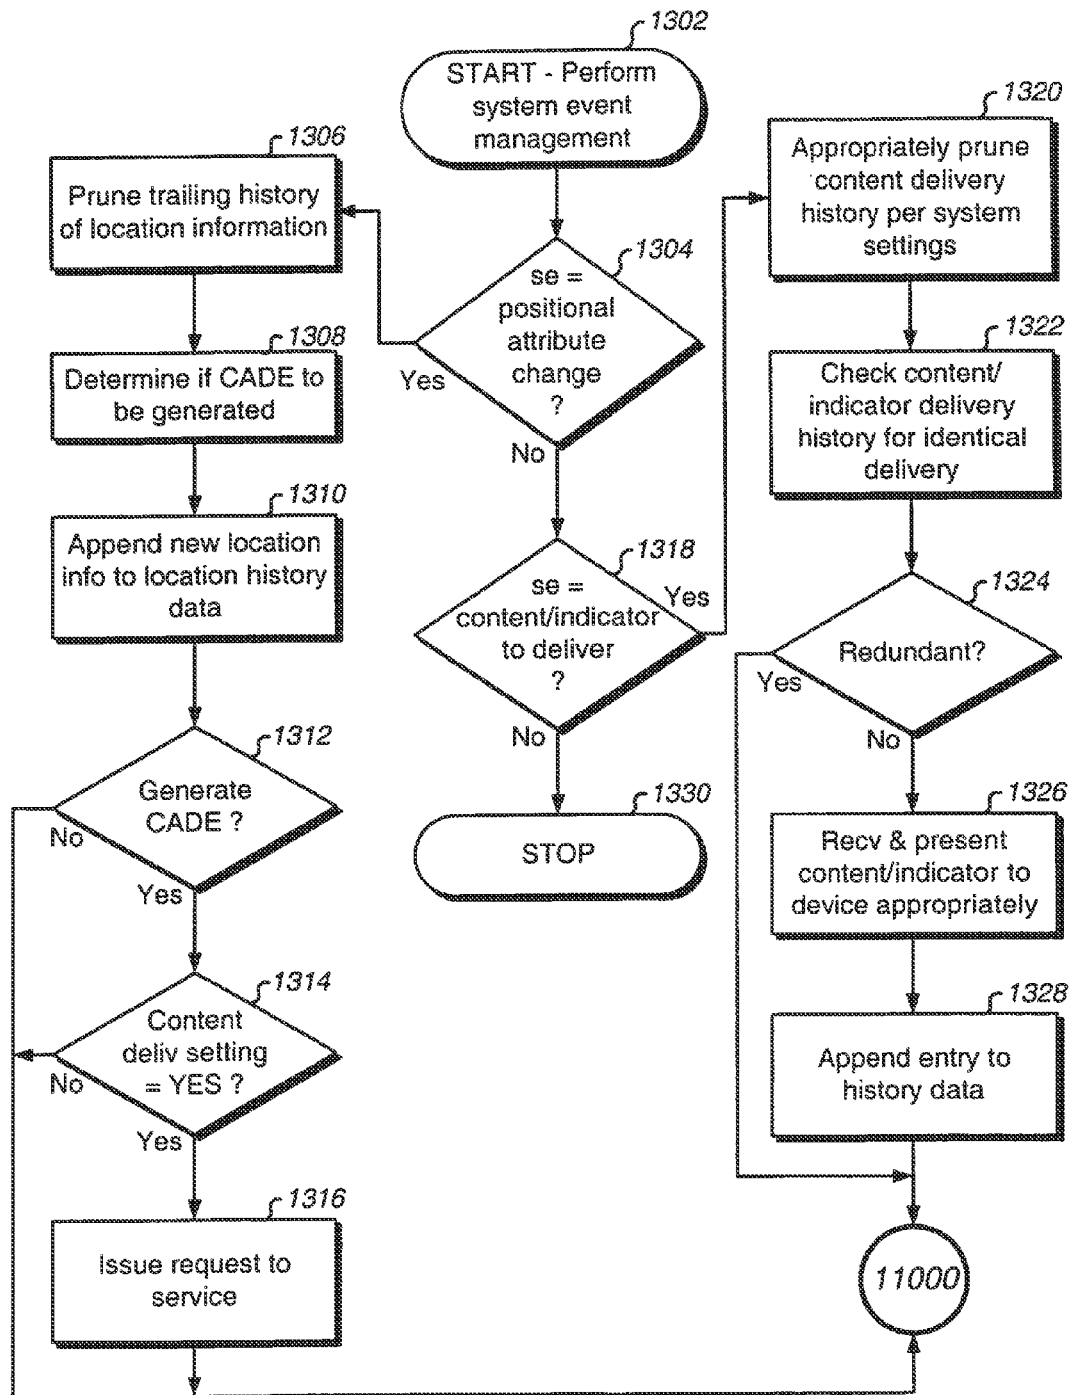 1302
START - Perform
system event
management
1304
se =
positional
attribute
change
?
Yes
No
1306
Prune trailing history
of location information
1308
Determine if CADE to
be generated
1310
Append new location
info to location history
data
1312
Generate
CADE ?
No
Yes
1314
Content
deliv setting
= YES ?
No
Yes
1316
Issue request to
service
1318
se =
content/indicator
to deliver
?
Yes
No
1330
STOP
1320
Appropriately prune
content delivery
history per system
settings
1322
Check content/
indicator delivery
history for identical
delivery
1324
Redundant?
Yes
No
1326
Recv & present
content/indicator to
device appropriately
1328
Append entry to
history data
11000